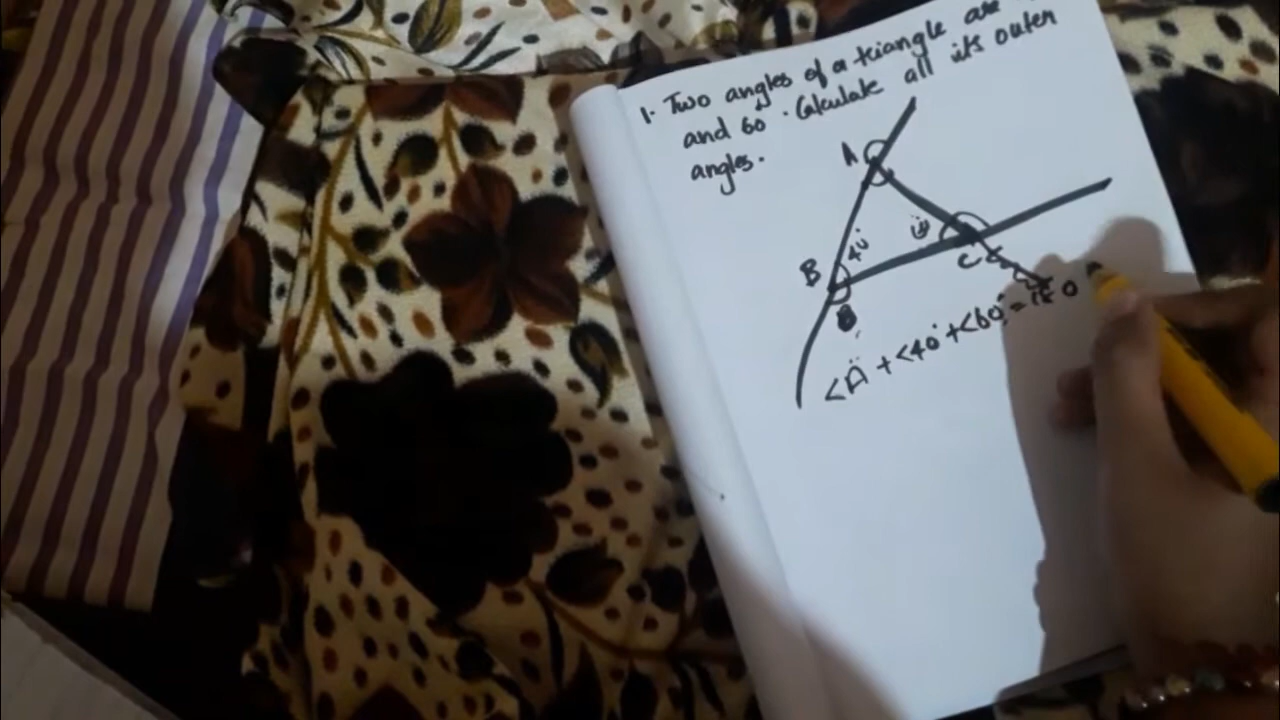 1. Two angles of a triangle are
and 60°. Calculate all its outer
angles.
A
B
40°
C
B
<A° + <40° + <60° = 180